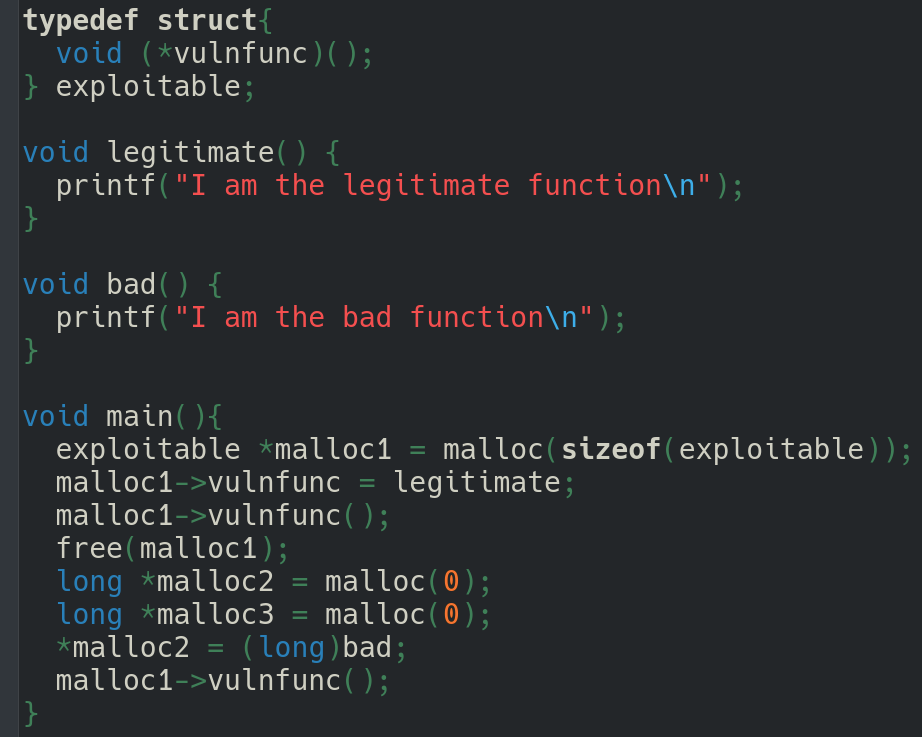 typedef struct{
  void (*vulnfunc)();
} exploitable;

void legitimate() {
  printf("I am the legitimate function\n");
}

void bad() {
  printf("I am the bad function\n");
}

void main(){
  exploitable *malloc1 = malloc(sizeof(exploitable));
  malloc1->vulnfunc = legitimate;
  malloc1->vulnfunc();
  free(malloc1);
  long *malloc2 = malloc(0);
  long *malloc3 = malloc(0);
  *malloc2 = (long)bad;
  malloc1->vulnfunc();
}